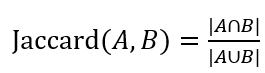 Jaccard(A, B) = |A∩B| / |A∪B|